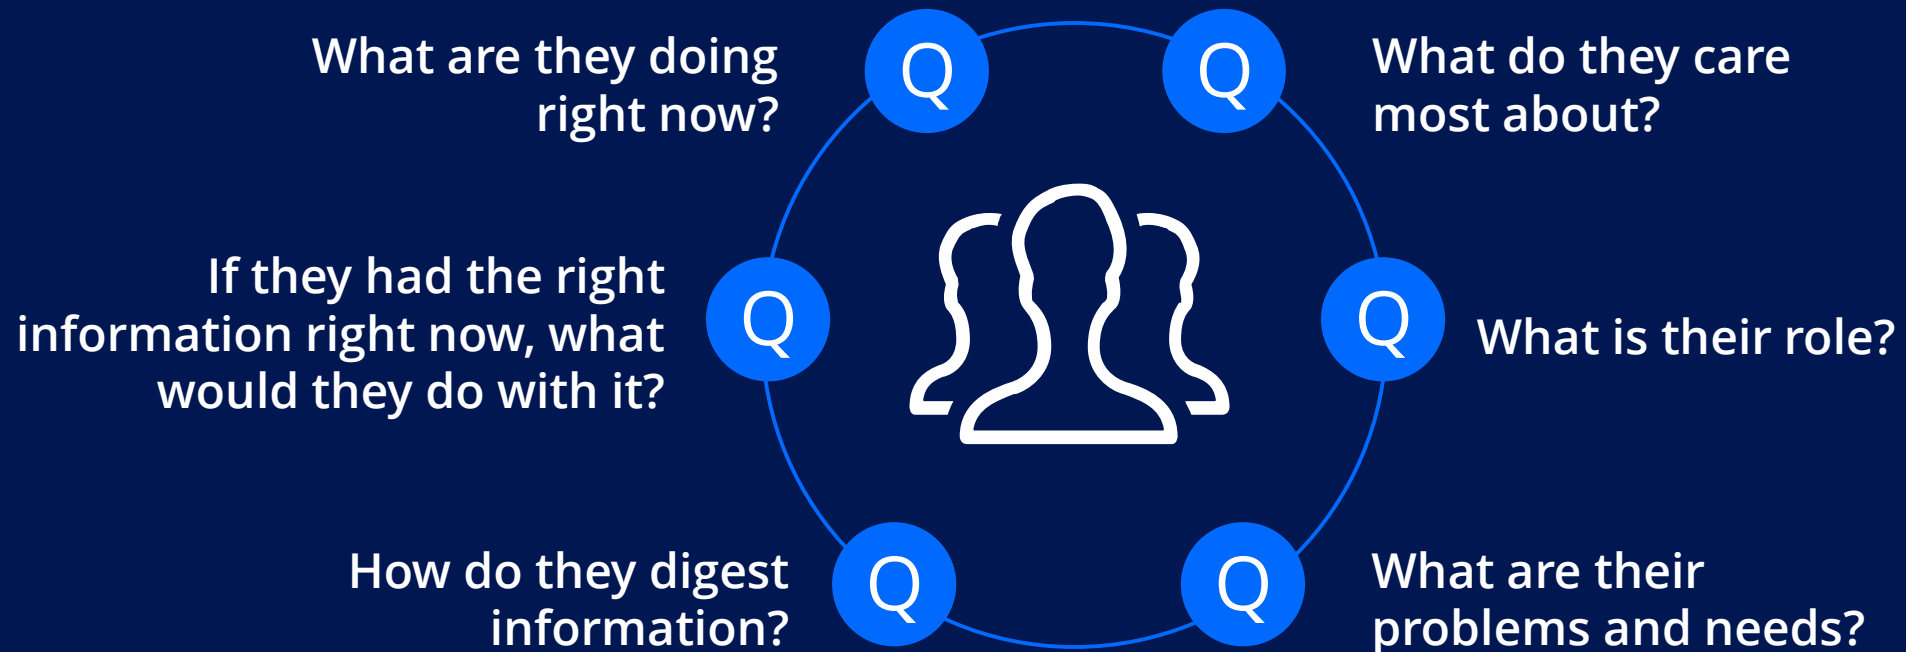 What are they doing
right now?
Q
Q
What do they care
most about?
If they had the right
information right now, what
would they do with it?
Q
Q
What is their role?
How do they digest
information?
Q
Q
What are their
problems and needs?